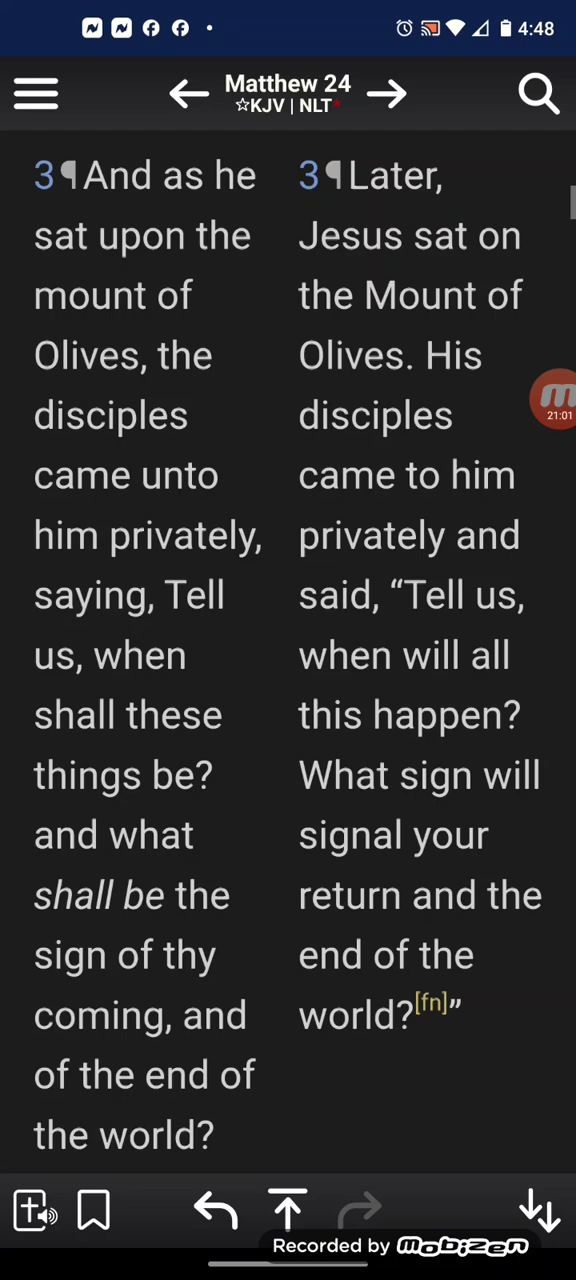 4:48
Matthew 24
☆KJV | NLT*
3 ¶And as he
sat upon the
mount of
Olives, the
disciples
came unto
him privately,
saying, Tell
us, when
shall these
things be?
and what
shall be the
sign of thy
coming, and
of the end of
the world?
3 ¶Later,
Jesus sat on
the Mount of
Olives. His
disciples
came to him
privately and
said, “Tell us,
when will all
this happen?
What sign will
signal your
return and the
end of the
world?[fn]”
m
21:01
Recorded by mobizen